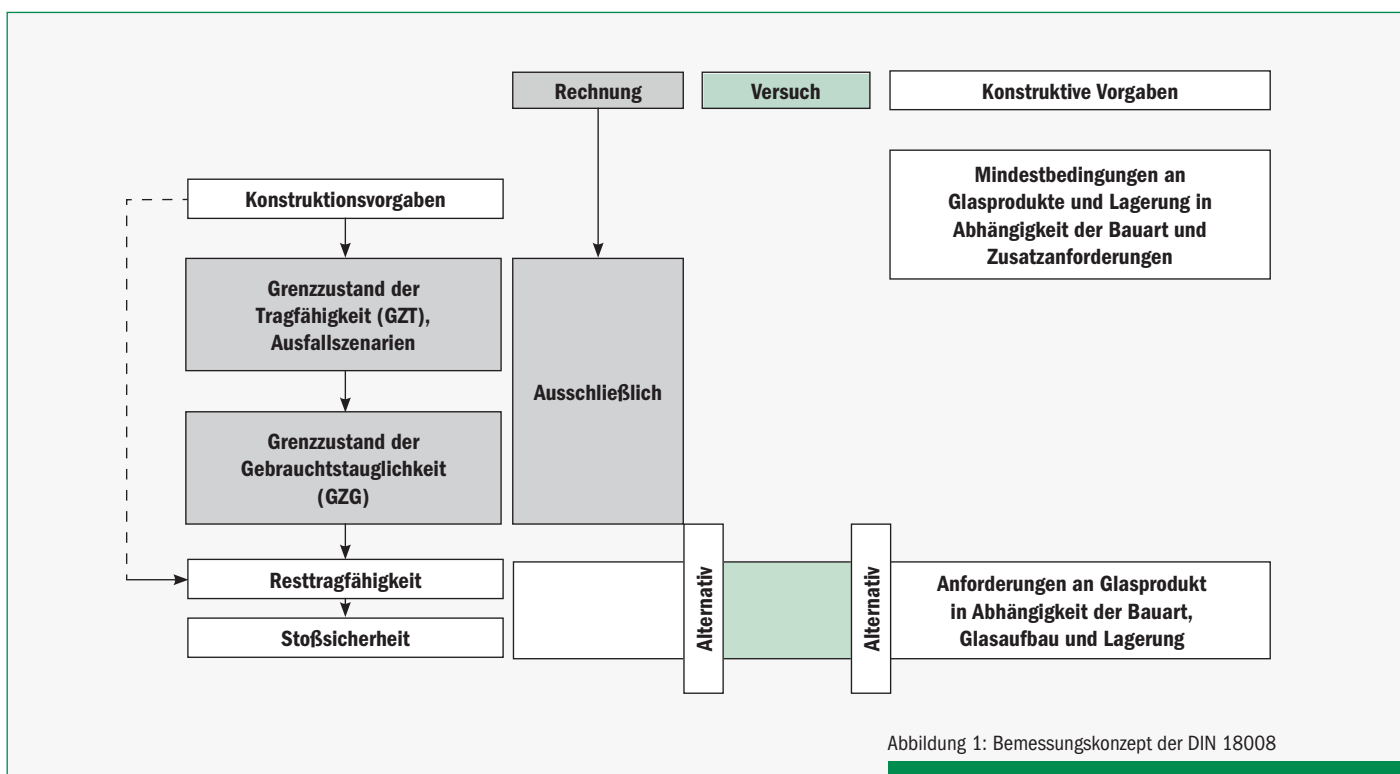 Rechnung
Versuch
Konstruktive Vorgaben
Mindestbedingungen an
Glasprodukte und Lagerung in
Abhängigkeit der Bauart und
Zusatzanforderungen
Konstruktionsvorgaben
Grenzzustand der
Tragfähigkeit (GZT),
Ausfallszenarien
Ausschließlich
Grenzzustand der
Gebrauchtstauglichkeit
(GZG)
Resttragfähigkeit
Stoßsicherheit
Alternativ
Alternativ
Anforderungen an Glasprodukt
in Abhängigkeit der Bauart,
Glasaufbau und Lagerung
Abbildung 1: Bemessungskonzept der DIN 18008